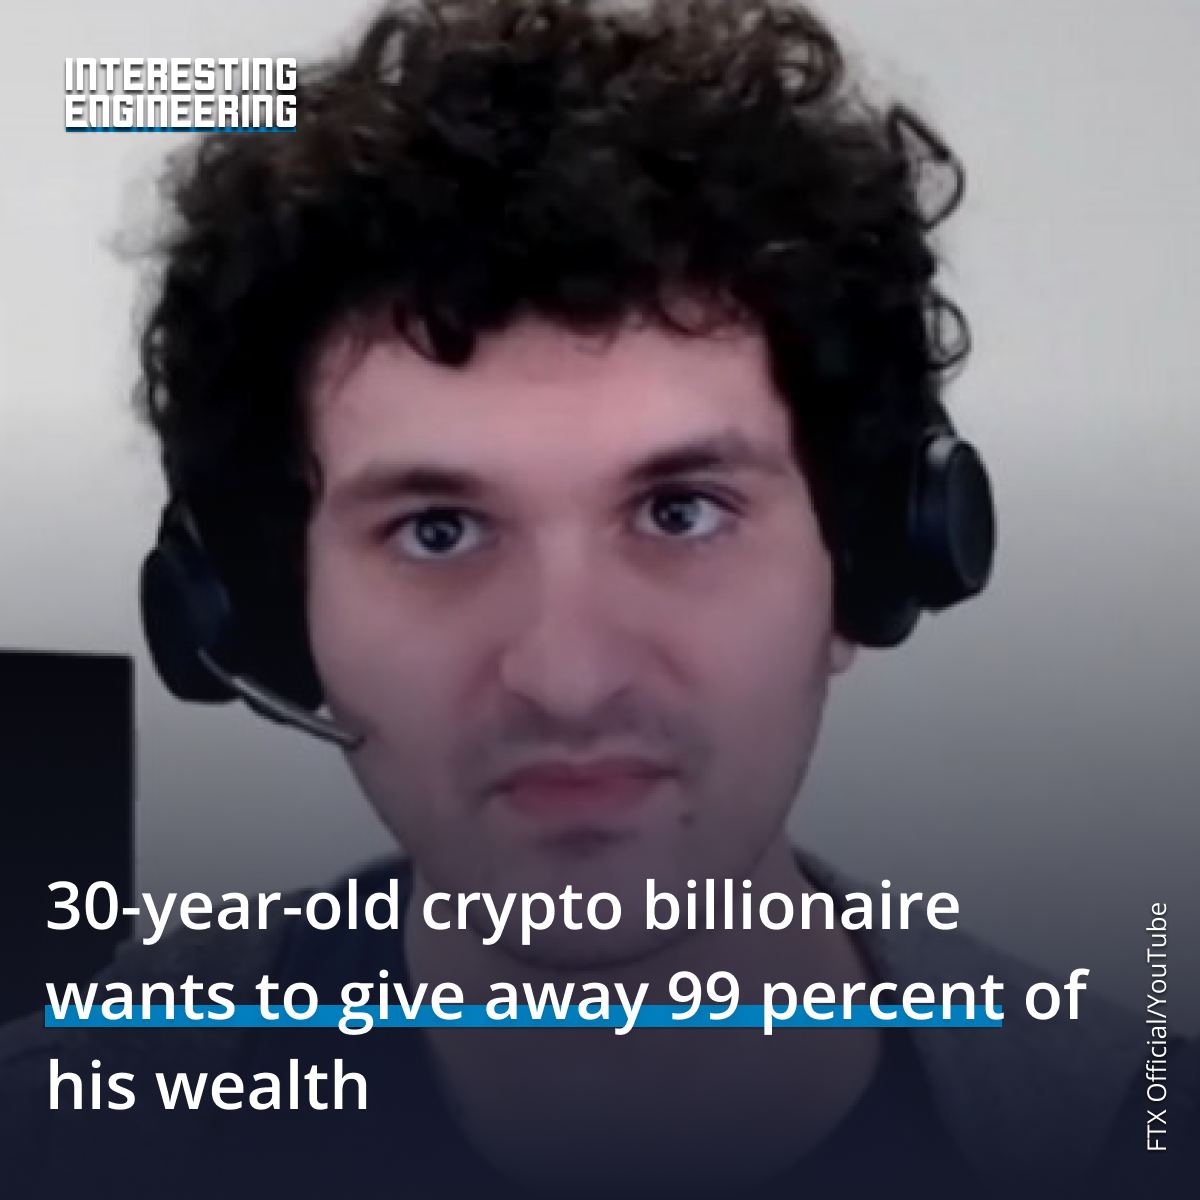 INTERESTING
ENGINEERING
30-year-old crypto billionaire
wants to give away 99 percent of
his wealth
FTX Official/YouTube